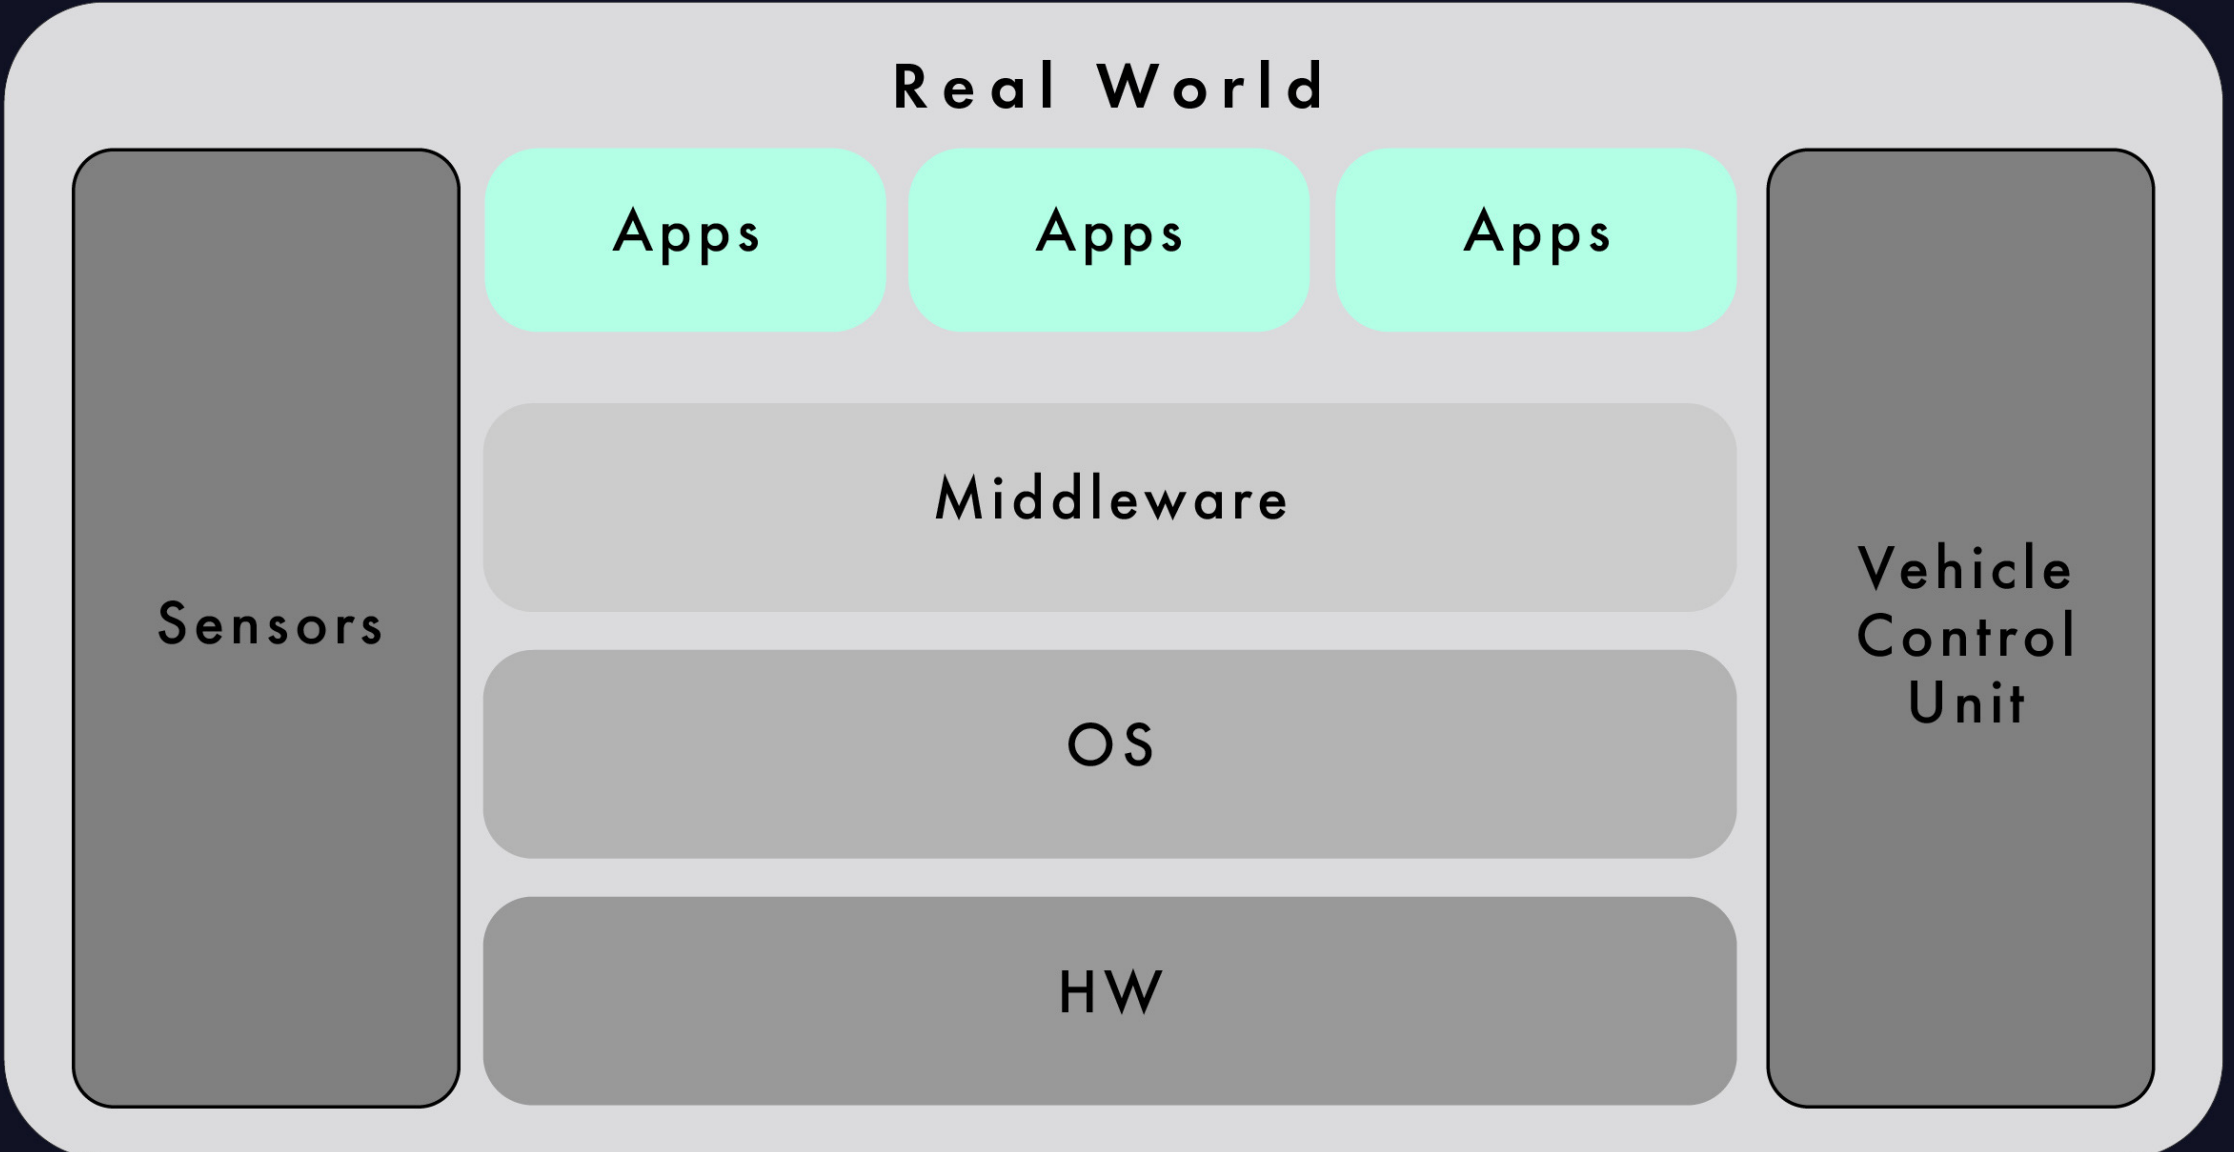 Real World
Sensors
Apps
Apps
Apps
Middleware
OS
HW
Vehicle
Control
Unit